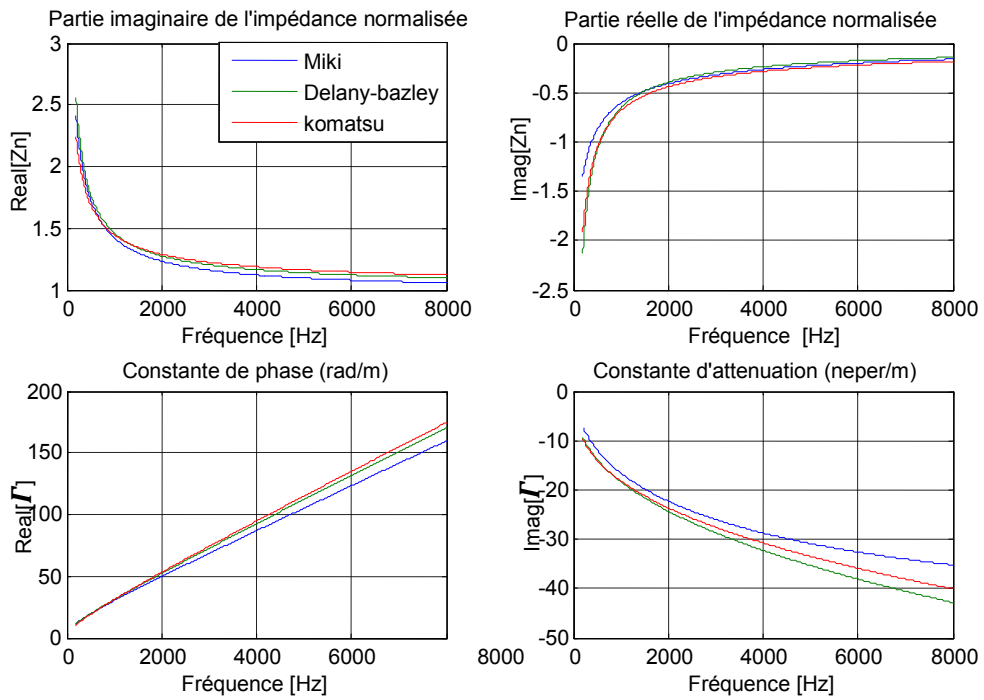 Partie imaginaire de l'impédance normalisée
3
2.5
2
1.5
1
Real[Zn]
Miki
Delany-bazley
komatsu
0
2000
4000
6000
8000
Fréquence [Hz]
Partie réelle de l'impédance normalisée
0
-0.5
-1
-1.5
-2
-2.5
Imag[Zn]
0
2000
4000
6000
8000
Fréquence [Hz]
Constante de phase (rad/m)
200
150
100
50
0
Real[Γ]
0
2000
4000
6000
8000
Fréquence [Hz]
Constante d'attenuation (neper/m)
0
-10
-20
-30
-40
-50
Imag[Γ]
0
2000
4000
6000
8000
Fréquence [Hz]